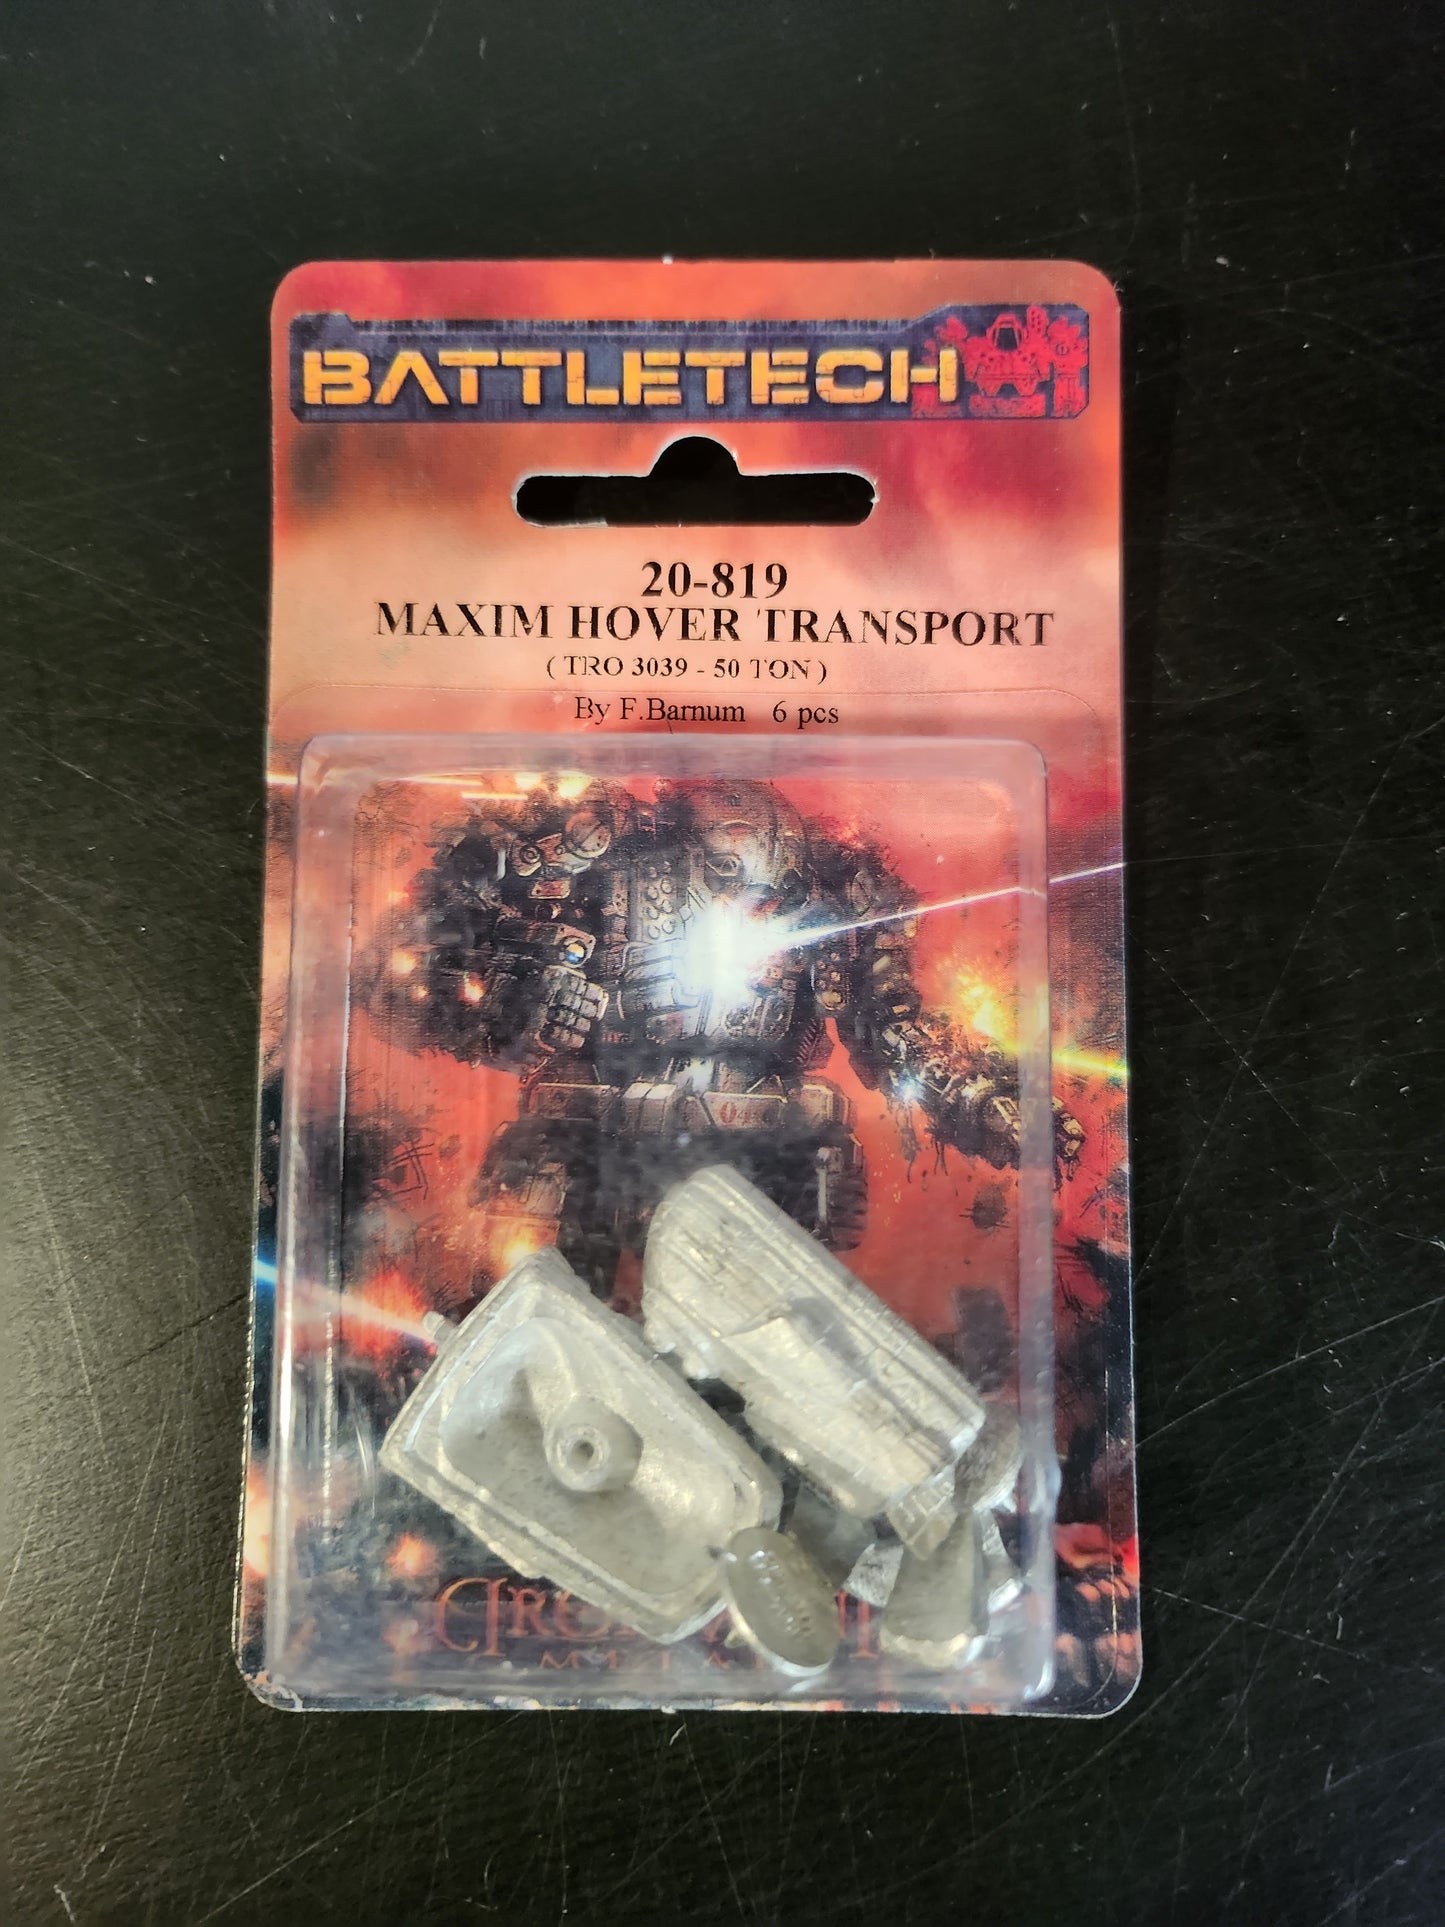 BATTLETECH
20-819
MAXIM HOVER TRANSPORT
( TRO 3039 - 50 TON )
By F.Barnum 6 pcs